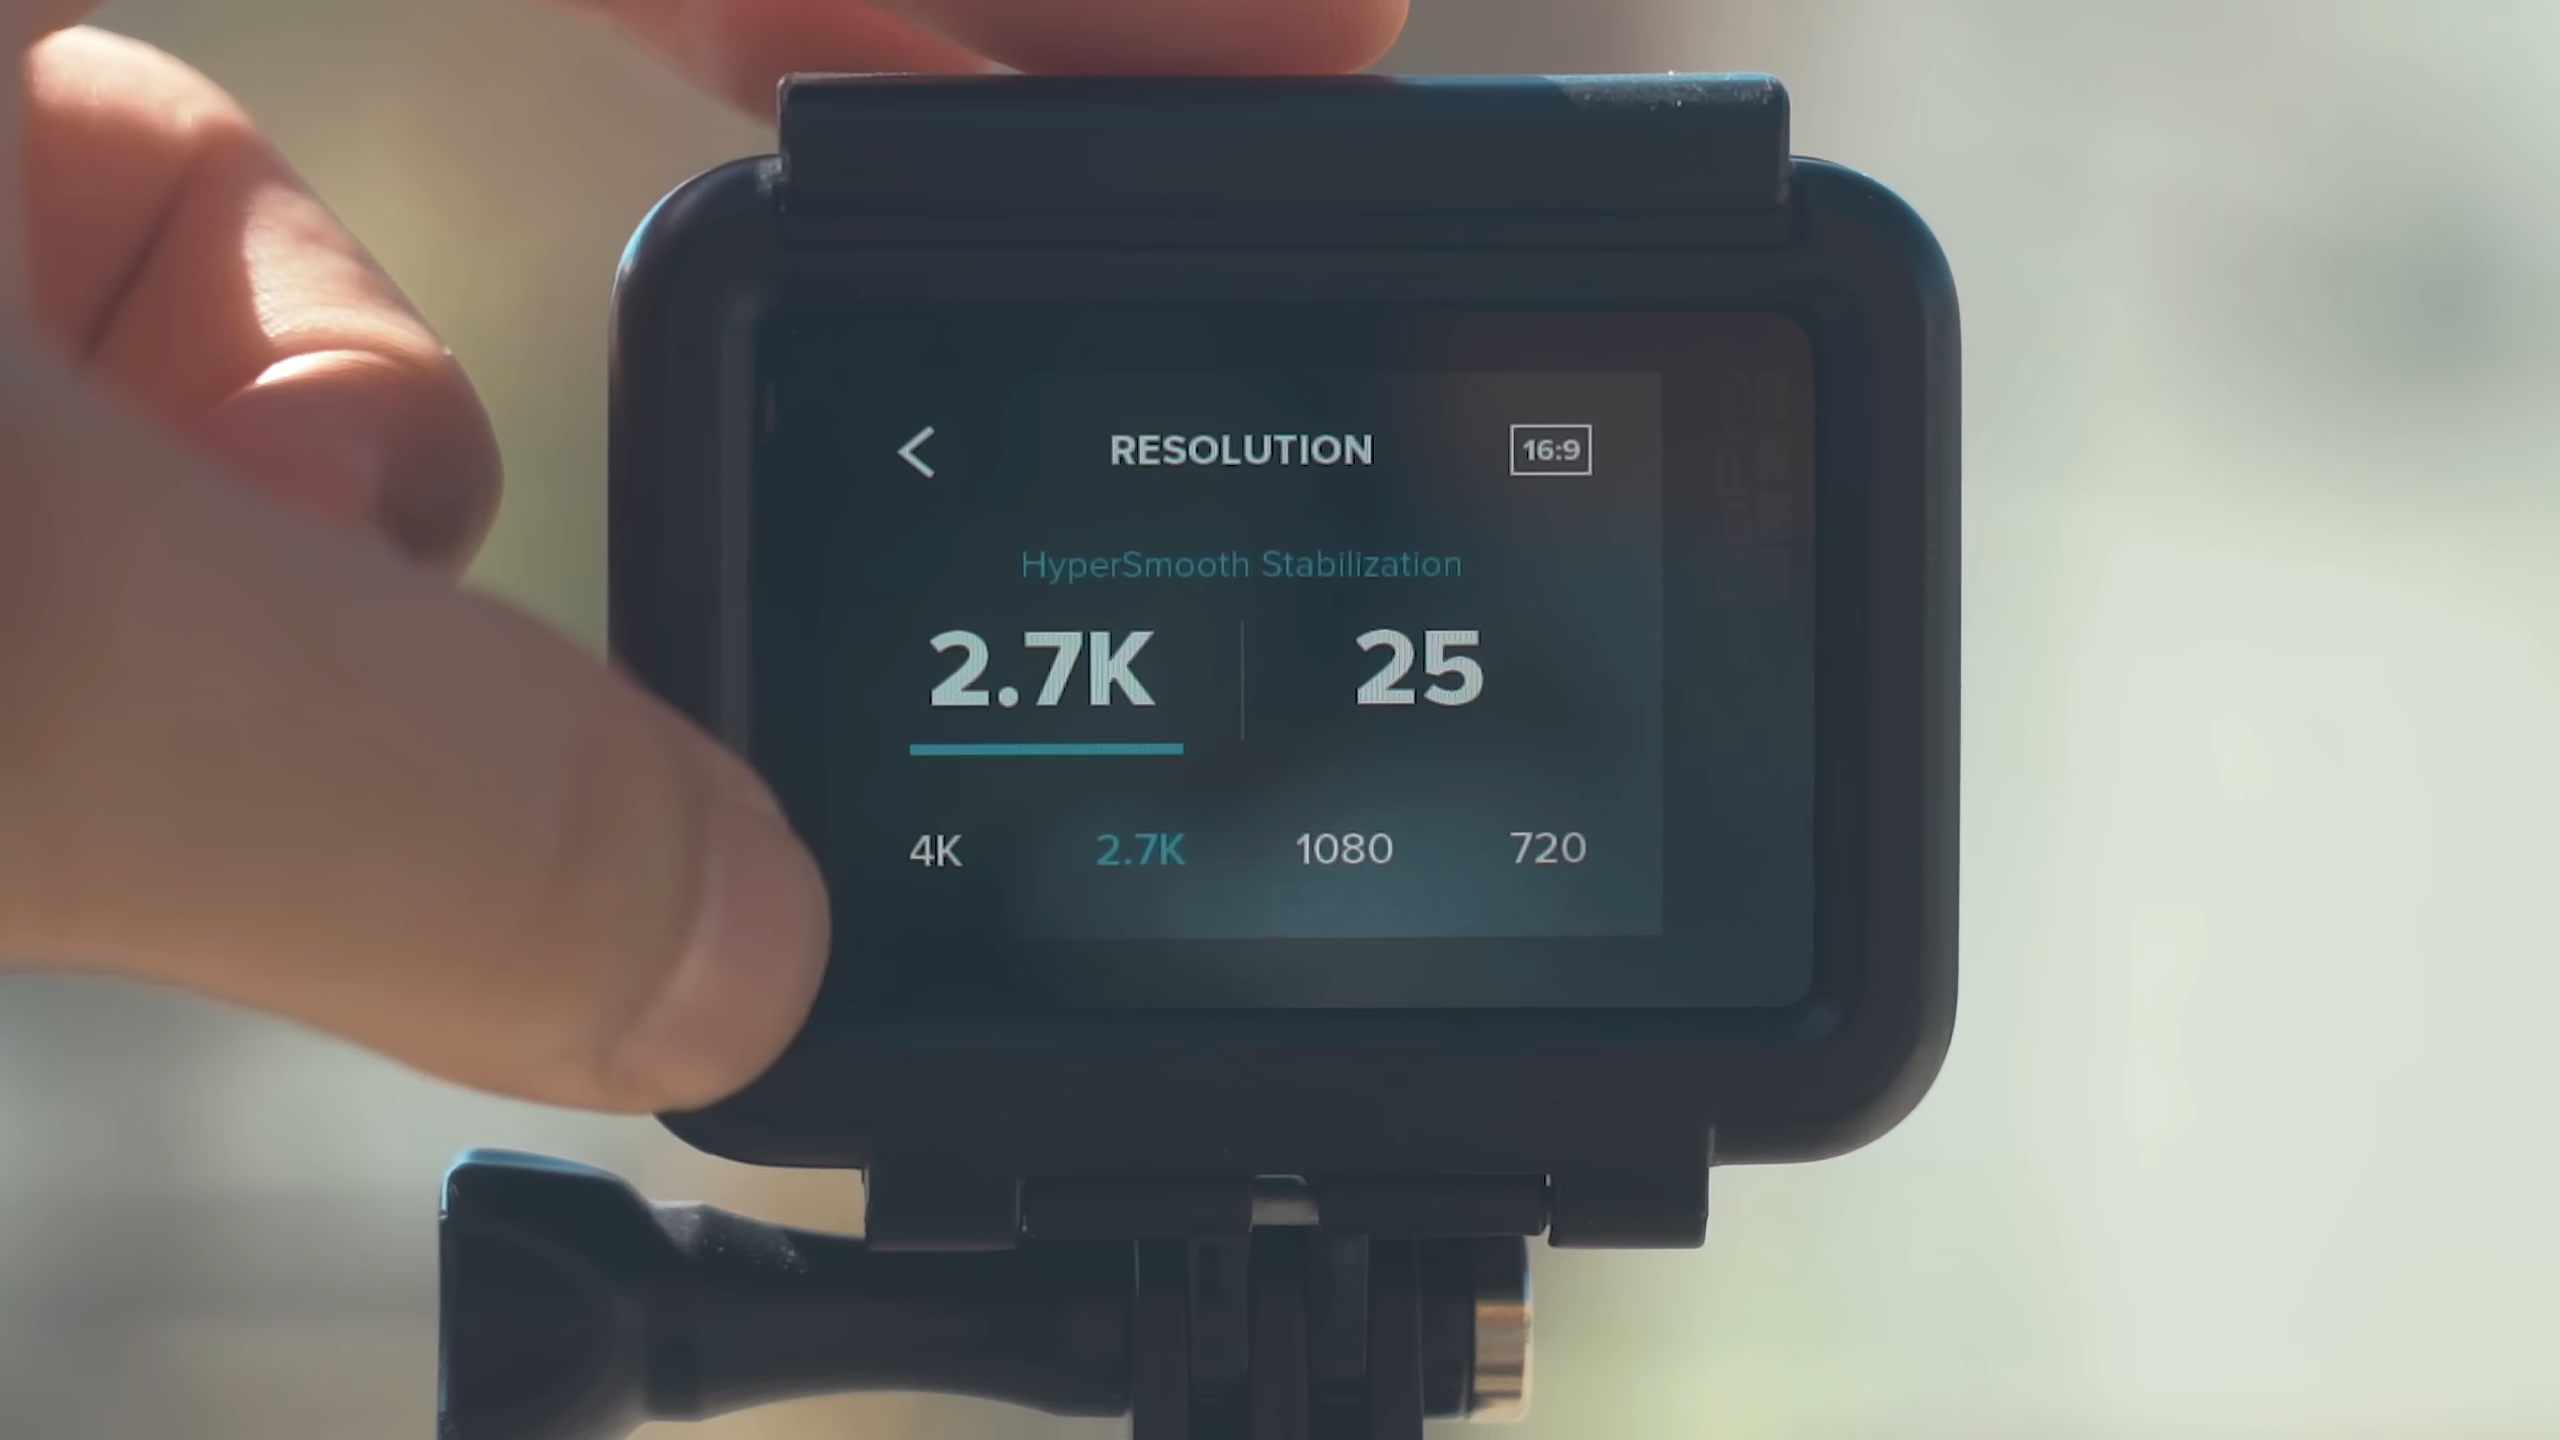 RESOLUTION 16:9
HyperSmooth Stabilization
2.7K 25
4K 2.7K 1080 720